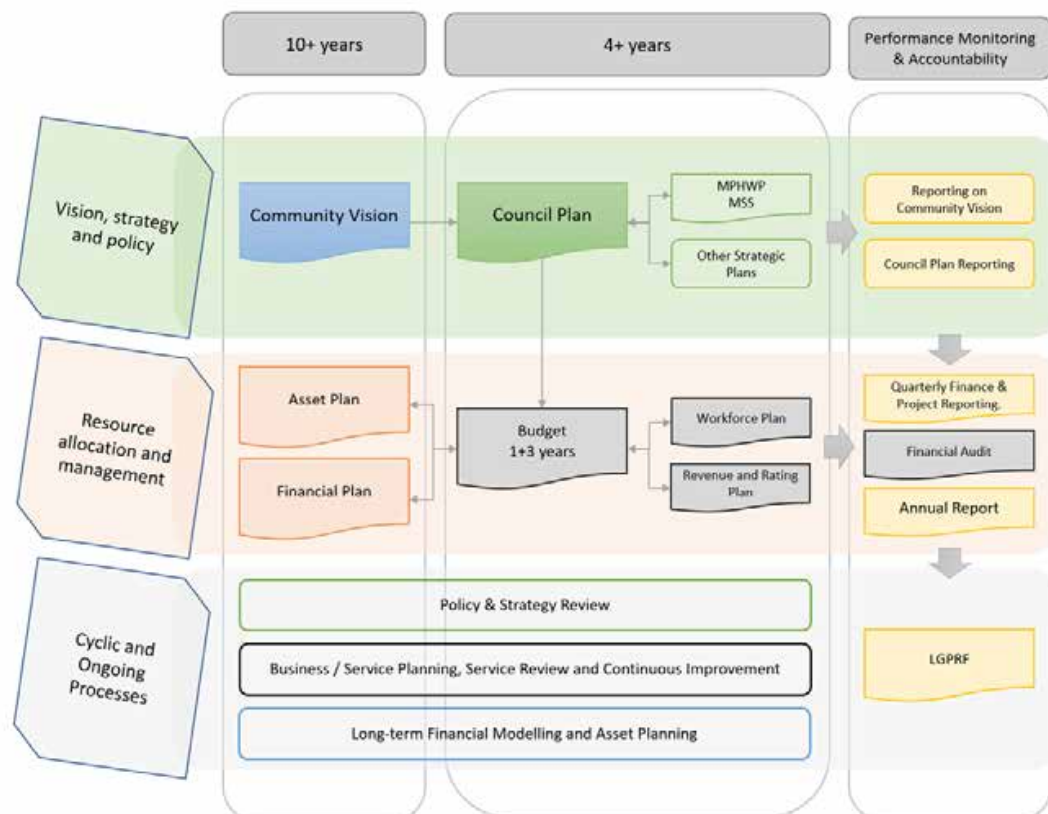 10+ years
4+ years
Performance Monitoring
& Accountability
Vision, strategy
and policy
Community Vision
Council Plan
MPHWP
MSS
Other Strategic
Plans
Reporting on
Community Vision
Council Plan Reporting
Resource
allocation and
management
Asset Plan
Financial Plan
Budget
1+3 years
Workforce Plan
Revenue and Rating
Plan
Quarterly Finance &
Project Reporting.
Financial Audit
Annual Report
Cyclic and
Ongoing
Processes
Policy & Strategy Review
Business / Service Planning, Service Review and Continuous Improvement
Long-term Financial Modelling and Asset Planning
LGPRF